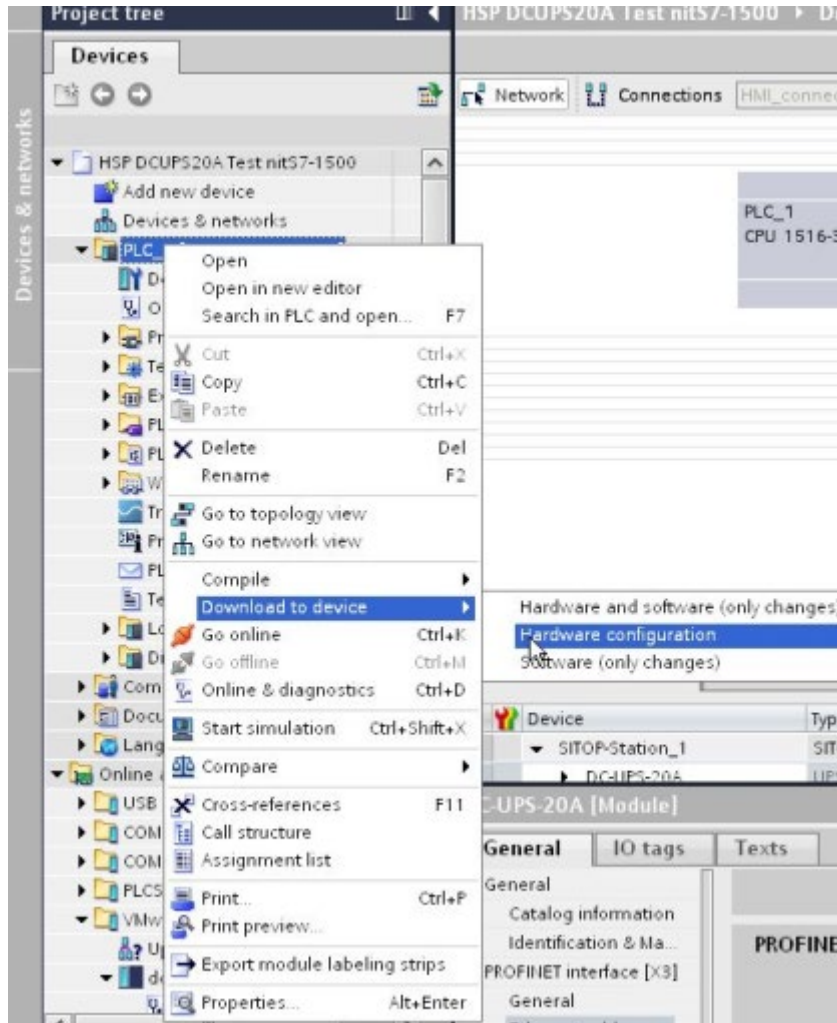 Project tree
HSP DCUPS20A Test nitS7-1500
Devices
Network
Connections
Devices & networks
HSP DCUPS20A Test nitS7-1500
Add new device
Devices & networks
PLC_1
CPU 1516-3
PLC_
Open
Open in new editor
Search in PLC and open... F7
Cut Ctrl+X
Copy Ctrl+C
Paste Ctrl+V
Delete Del
Rename F2
Go to topology view
Go to network view
Compile
Download to device
Hardware and software (only changes)
Hardware configuration
Software (only changes)
Go online Ctrl+K
Go offline Ctrl+M
Online & diagnostics Ctrl+D
Start simulation Ctrl+Shift+X
Compare
Cross-references F11
Call structure
Assignment list
Print... Ctrl+P
Print preview...
Export module labeling strips
Properties... Alt+Enter
Com
Docu
Lang
Online
USB
COM
COM
PLCS
VMw
Device
Typ
SITOP-Station_1
SIT
DC-UPS-20A
UPS
C-UPS-20A [Module]
General IO tags Texts
General
Catalog information
Identification & Ma...
PROFINET interface [X3]
General
PROFINE